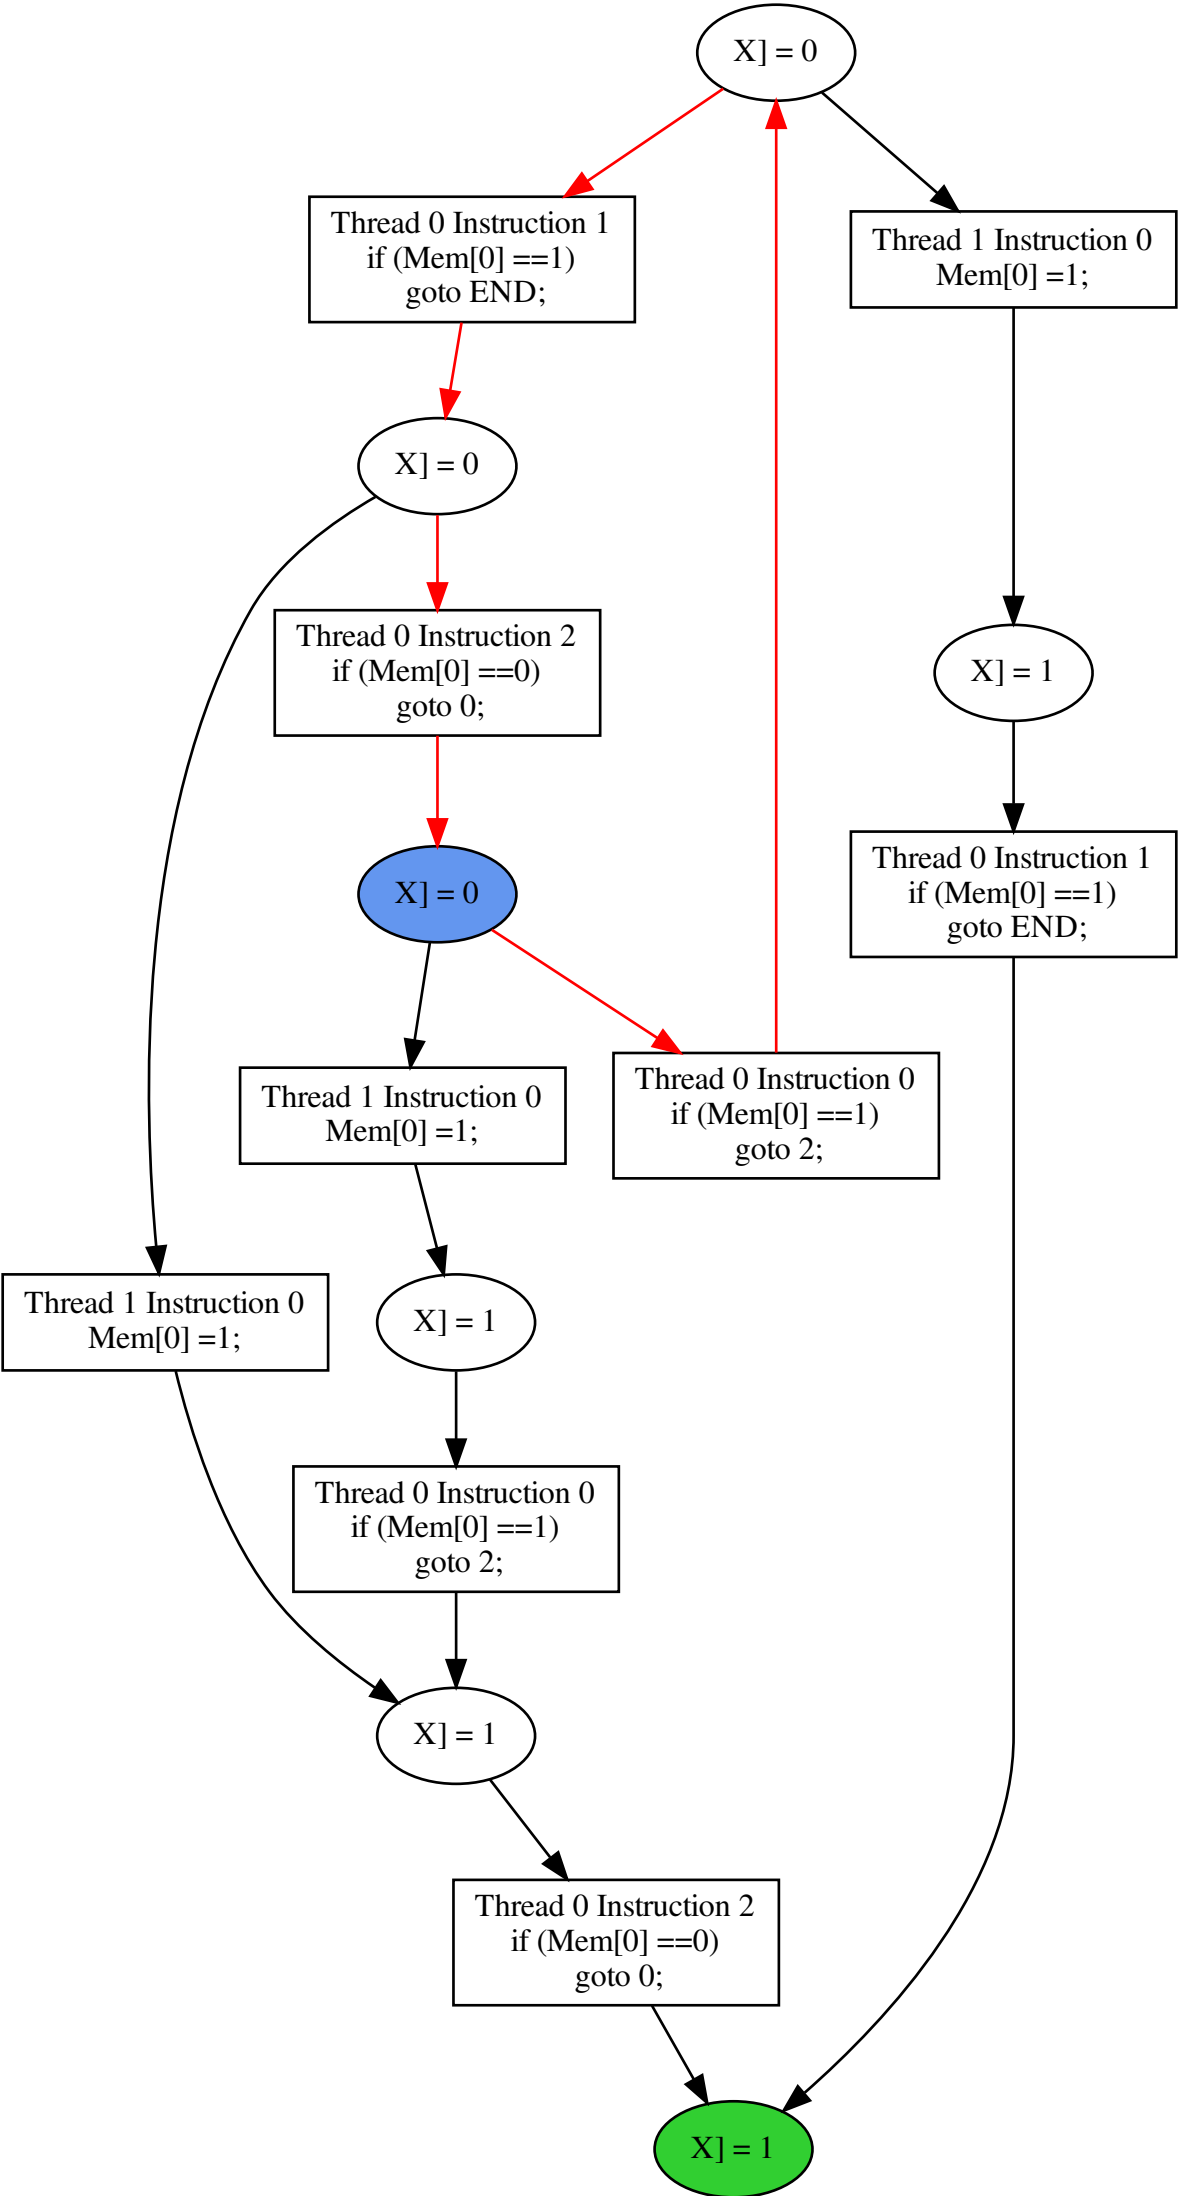 X] = 0
Thread 0 Instruction 1
if (Mem[0] ==1)
goto END;
Thread 1 Instruction 0
Mem[0] =1;
X] = 0
Thread 0 Instruction 2
if (Mem[0] ==0)
goto 0;
X] = 1
X] = 0
Thread 0 Instruction 1
if (Mem[0] ==1)
goto END;
Thread 1 Instruction 0
Mem[0] =1;
Thread 0 Instruction 0
if (Mem[0] ==1)
goto 2;
Thread 1 Instruction 0
Mem[0] =1;
X] = 1
Thread 0 Instruction 0
if (Mem[0] ==1)
goto 2;
X] = 1
Thread 0 Instruction 2
if (Mem[0] ==0)
goto 0;
X] = 1